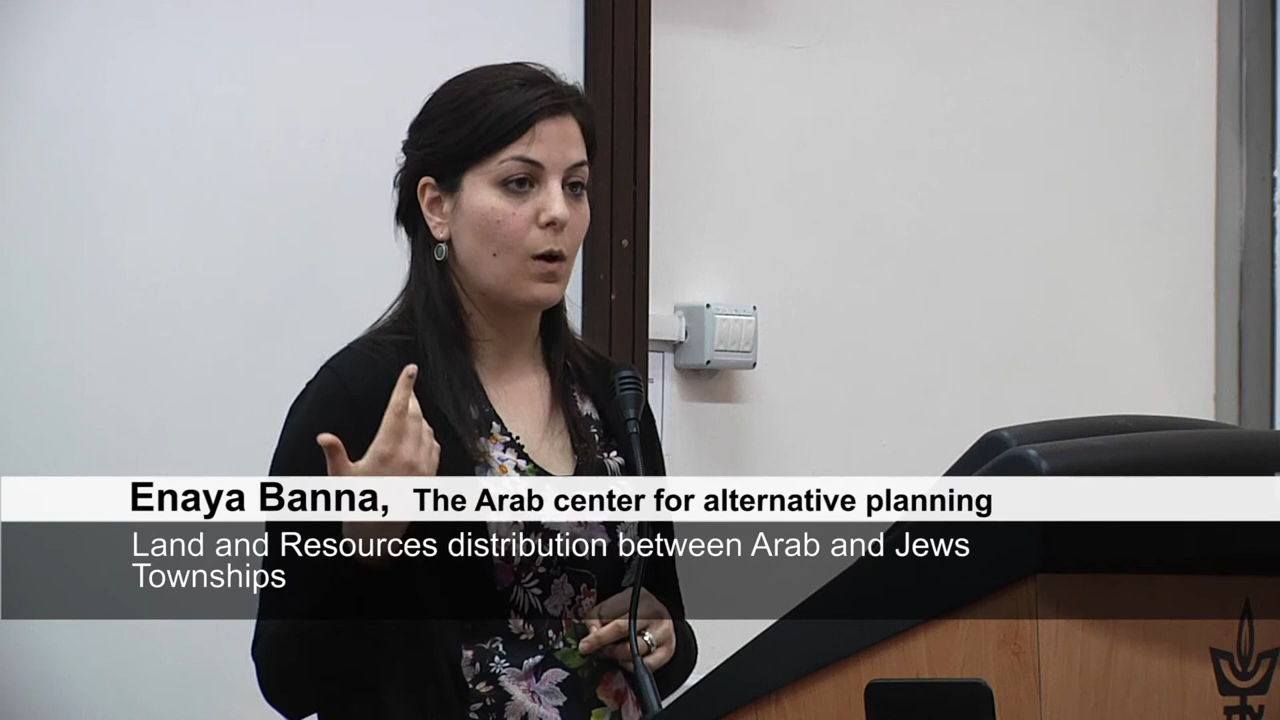 Enaya Banna, The Arab center for alternative planning
Land and Resources distribution between Arab and Jews
Townships